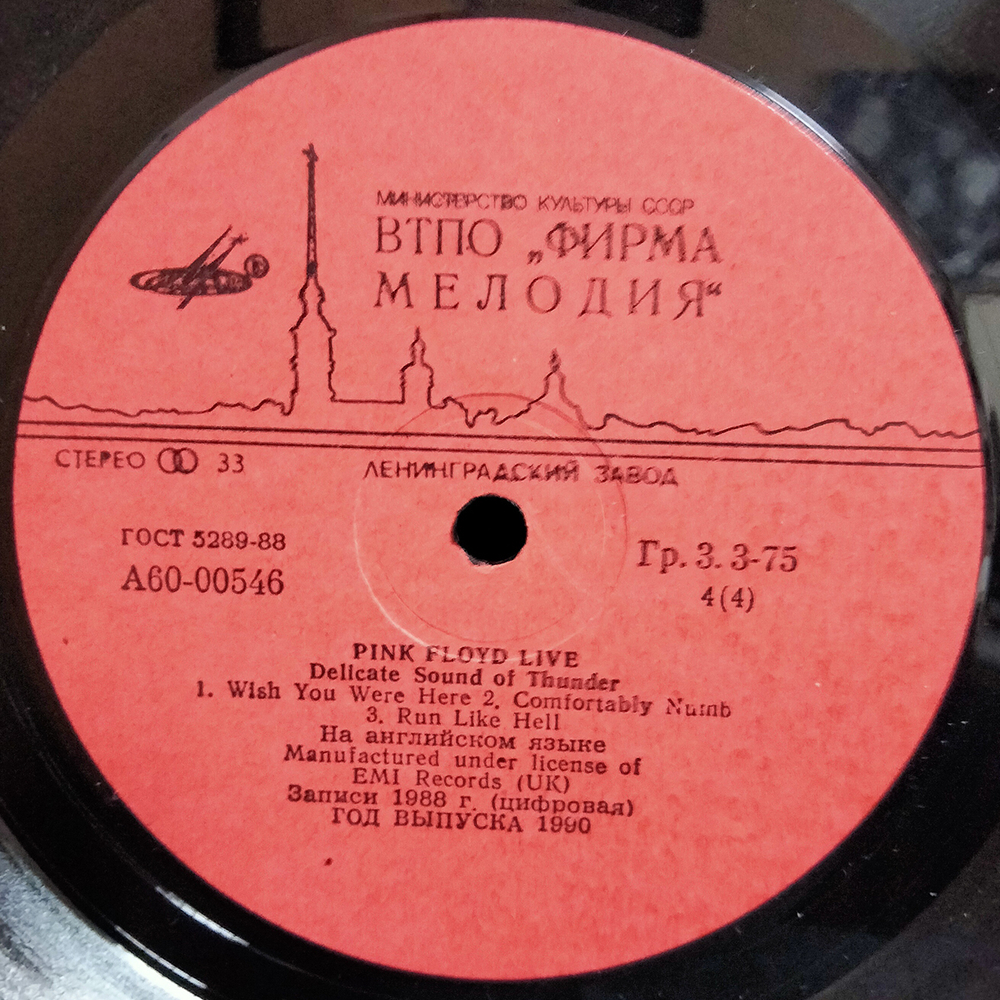 МИНИСТЕРСТВО КУЛЬТУРЫ СССР
ВТПО „ФИРМА
МЕЛОДИЯ“
®
СТЕРЕО 33
ЛЕНИНГРАДСКИЙ ЗАВОД
ГОСТ 5289-88
А60-00546
Гр. 3. 3-75
4(4)
PINK FLOYD LIVE
Delicate Sound of Thunder
1. Wish You Were Here 2. Comfortably Numb
3. Run Like Hell
На английском языке
Manufactured under license of
EMI Records (UK)
Записи 1988 г. (цифровая)
ГОД ВЫПУСКА 1990